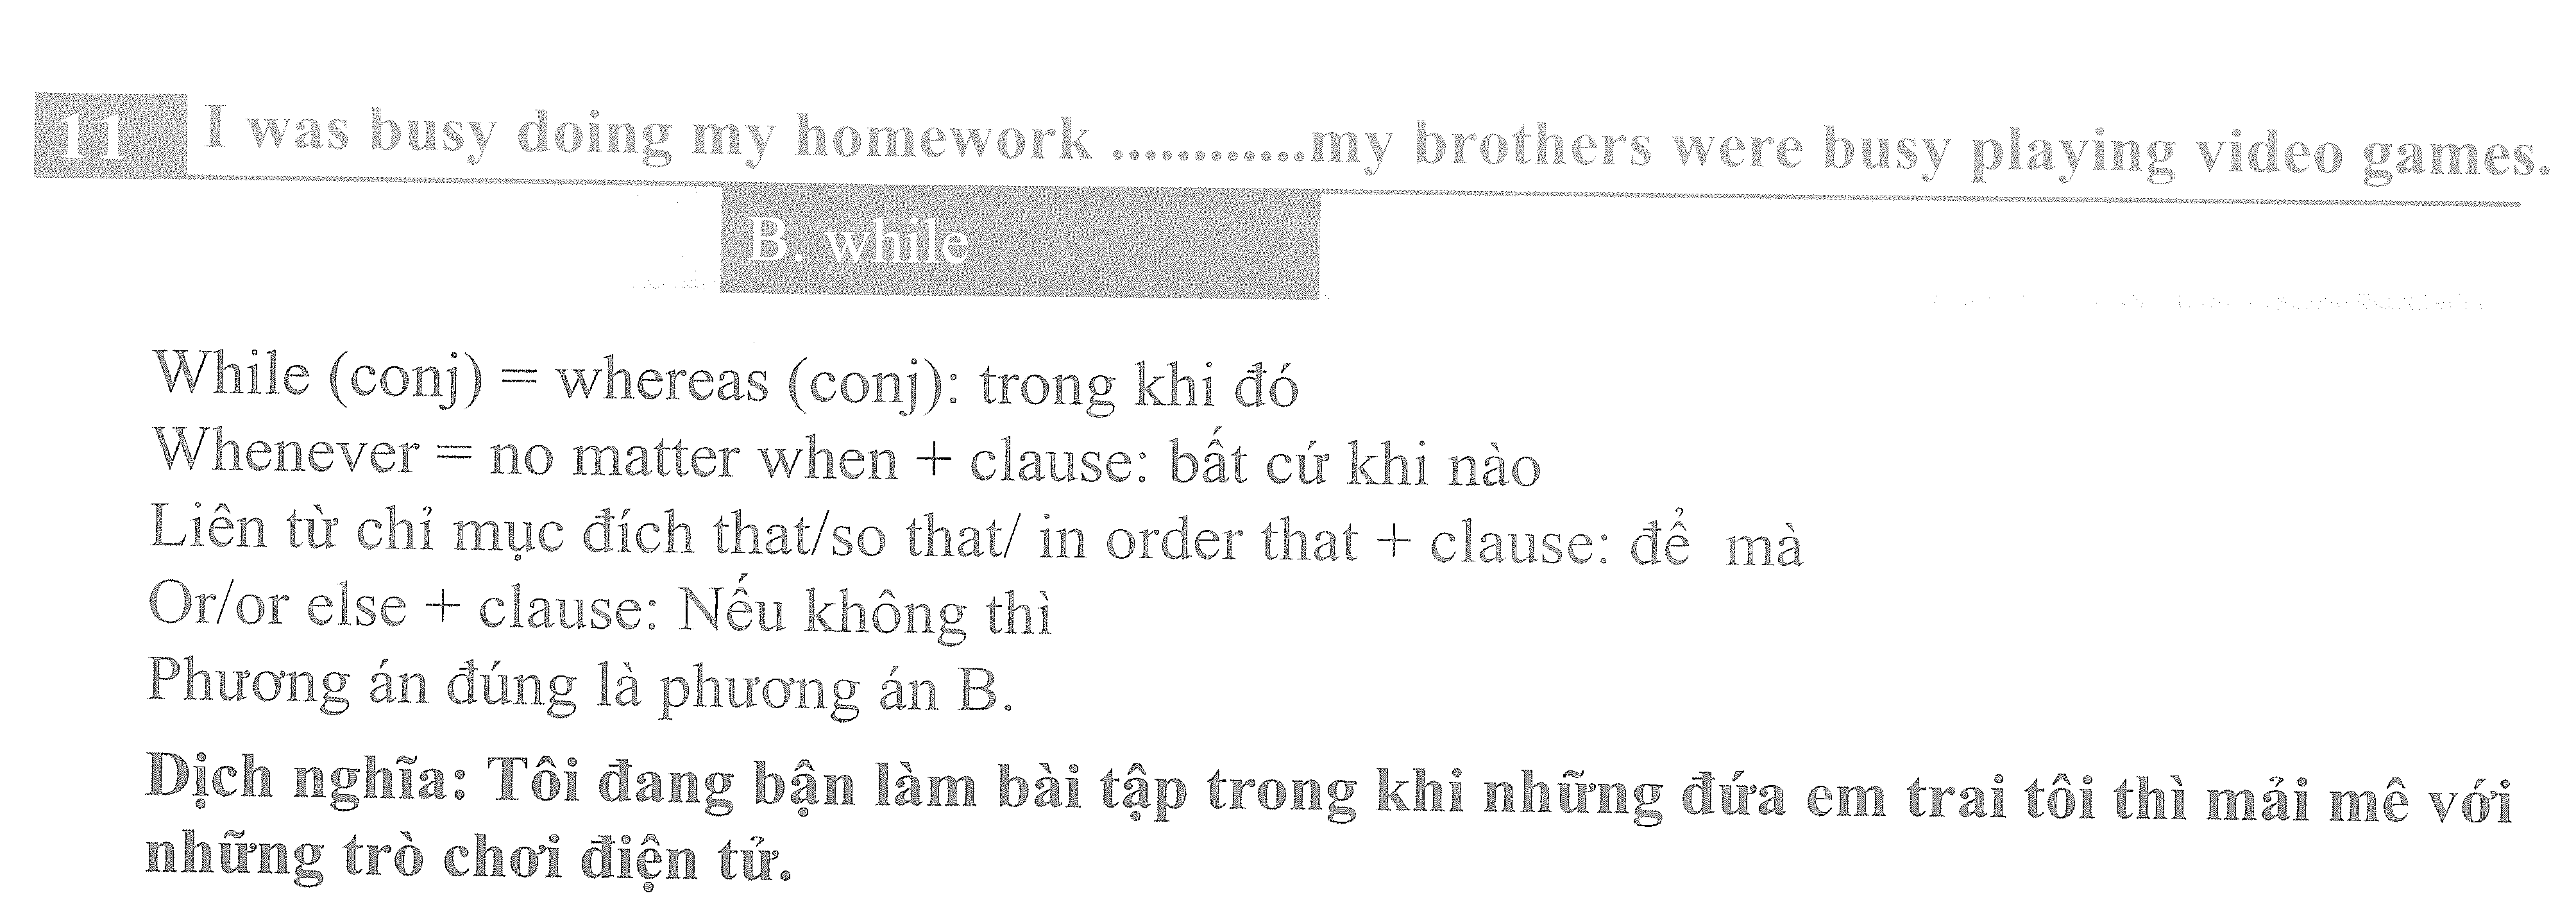 11 I was busy doing my homework ............my brothers were busy playing video games.
B. while
While (conj) = whereas (conj): trong khi đó
Whenever = no matter when + clause: bất cứ khi nào
Liên từ chỉ mục đích that/so that/ in order that + clause: để mà
Or/or else + clause: Nếu không thì
Phương án đúng là phương án B.
Dịch nghĩa: Tôi đang bận làm bài tập trong khi những đứa em trai tôi thì mải mê với
những trò chơi điện tử.